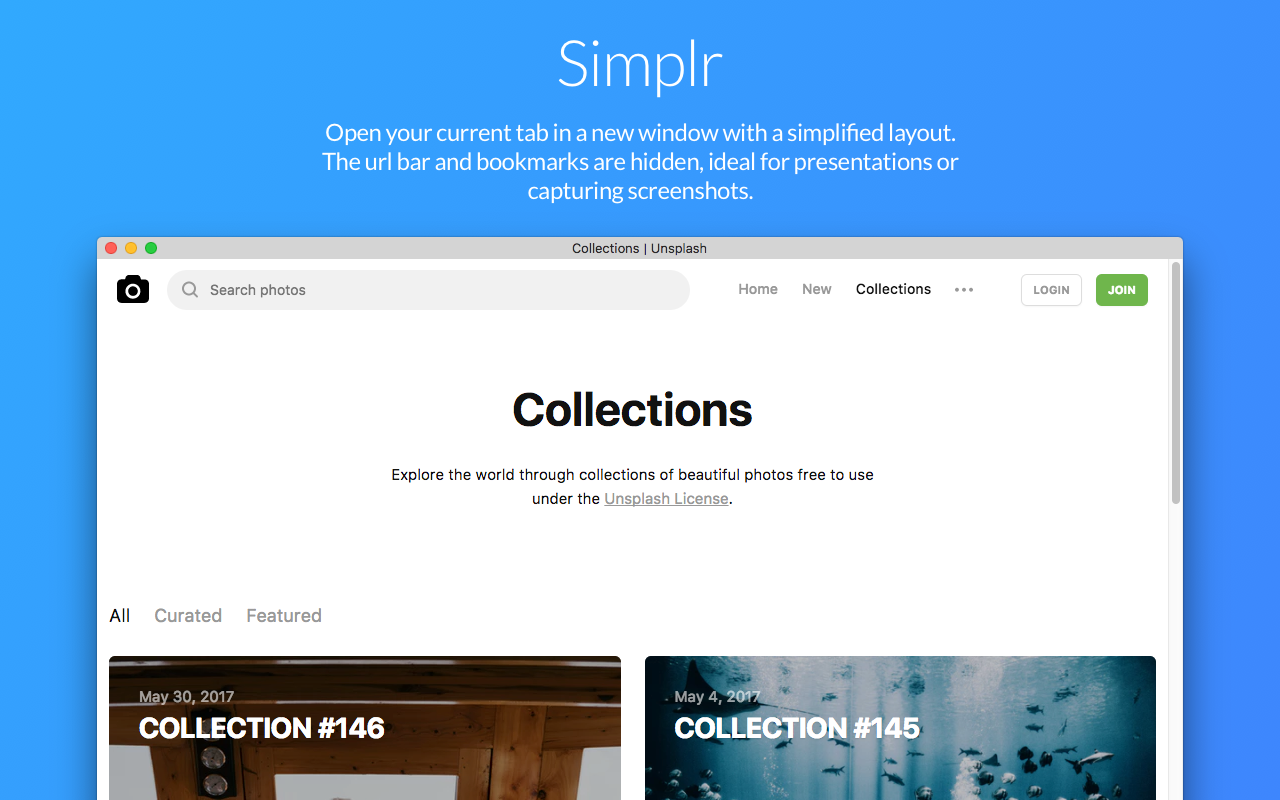 Simplr
Open your current tab in a new window with a simplified layout.
The url bar and bookmarks are hidden, ideal for presentations or
capturing screenshots.
Collections | Unsplash
Search photos
Home New Collections
LOGIN JOIN
Collections
Explore the world through collections of beautiful photos free to use
under the Unsplash License.
All Curated Featured
May 30, 2017
COLLECTION #146
May 4, 2017
COLLECTION #145